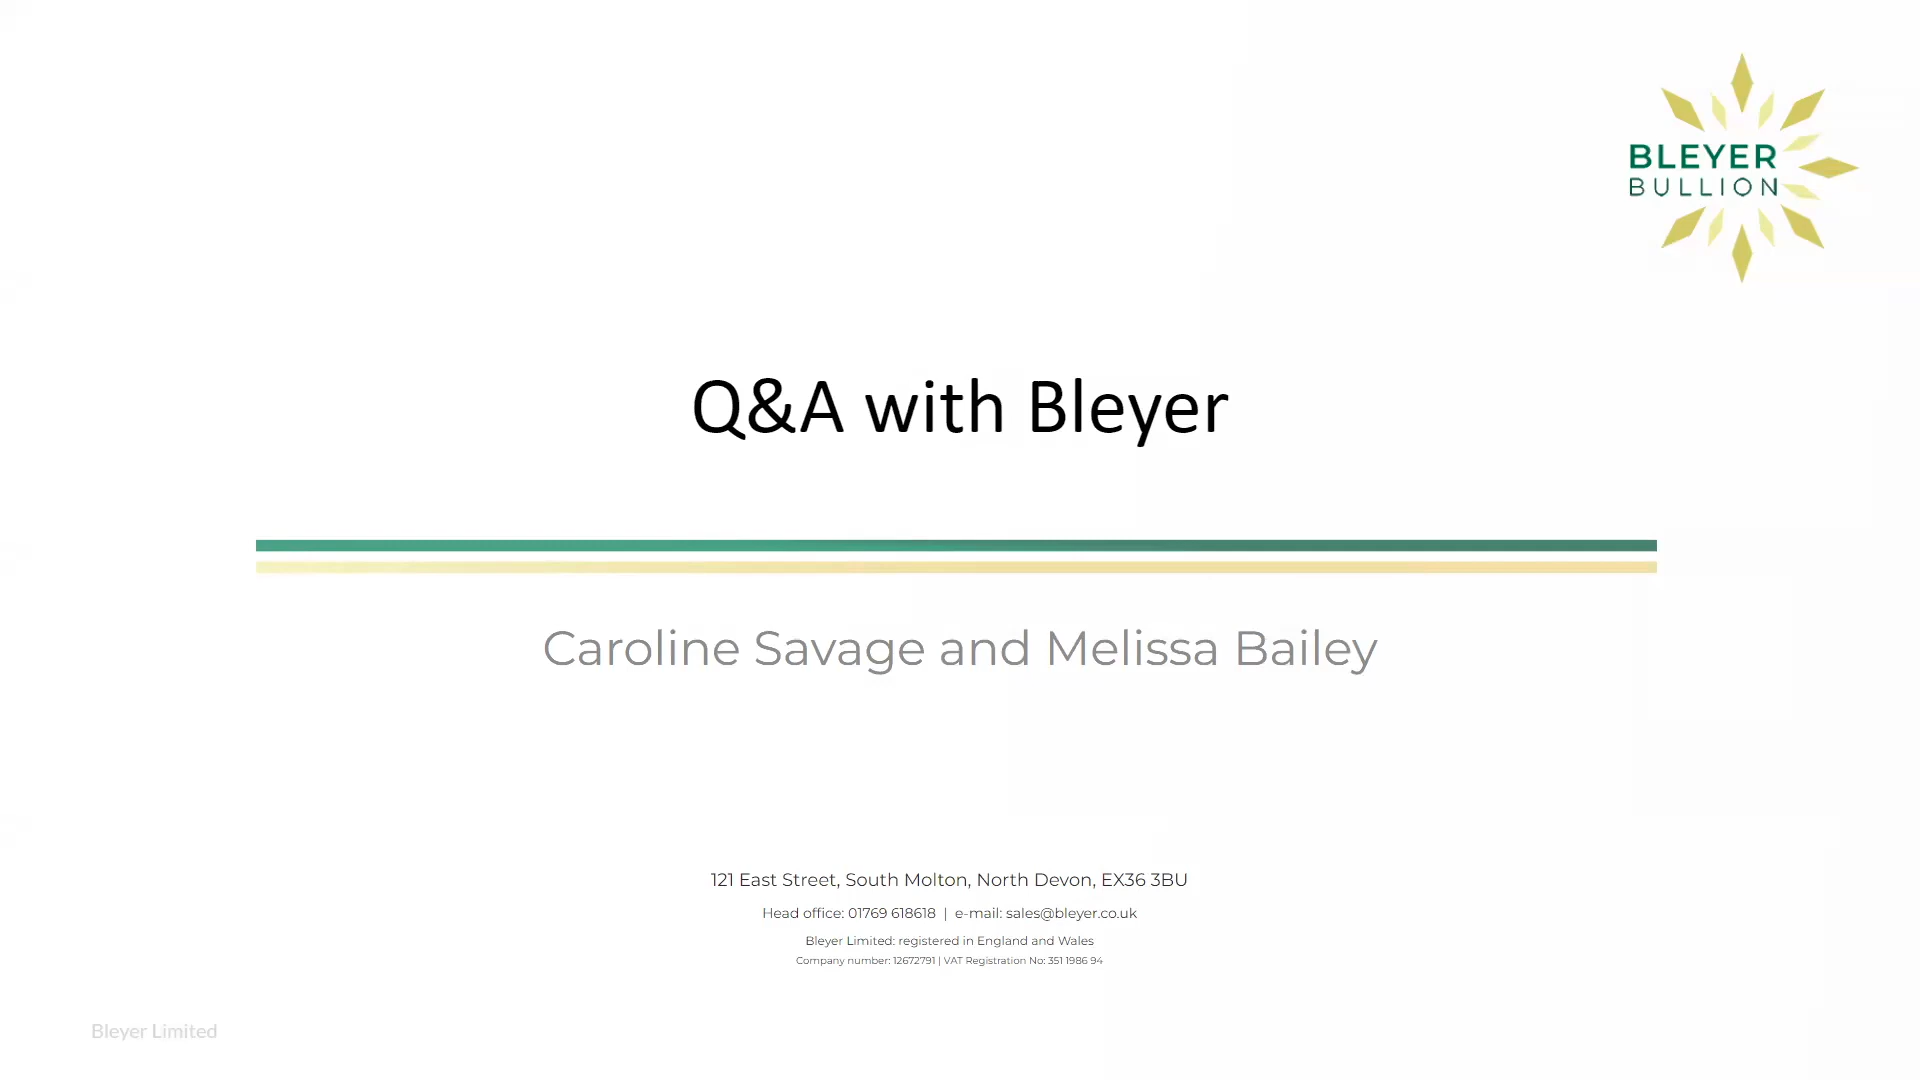 BLEYER
BULLION
Q&A with Bleyer
Caroline Savage and Melissa Bailey
121 East Street, South Molton, North Devon, EX36 3BU
Head office: 01769 618618 | e-mail: sales@bleyer.co.uk
Bleyer Limited: registered in England and Wales
Company number: 12672791 | VAT Registration No: 351 1986 94
Bleyer Limited